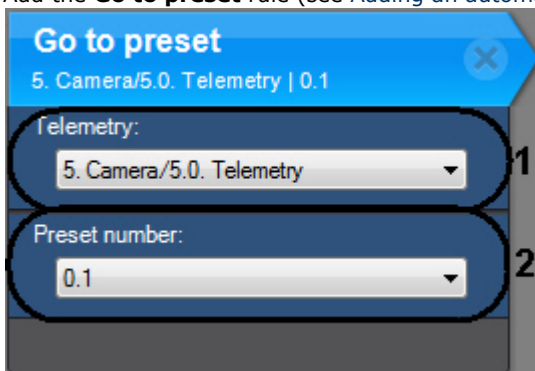 Add the Go to preset rule (see Adding an autom
Go to preset
5. Camera/5.0. Telemetry | 0.1
Telemetry:
5. Camera/5.0. Telemetry
1
Preset number:
0.1
2